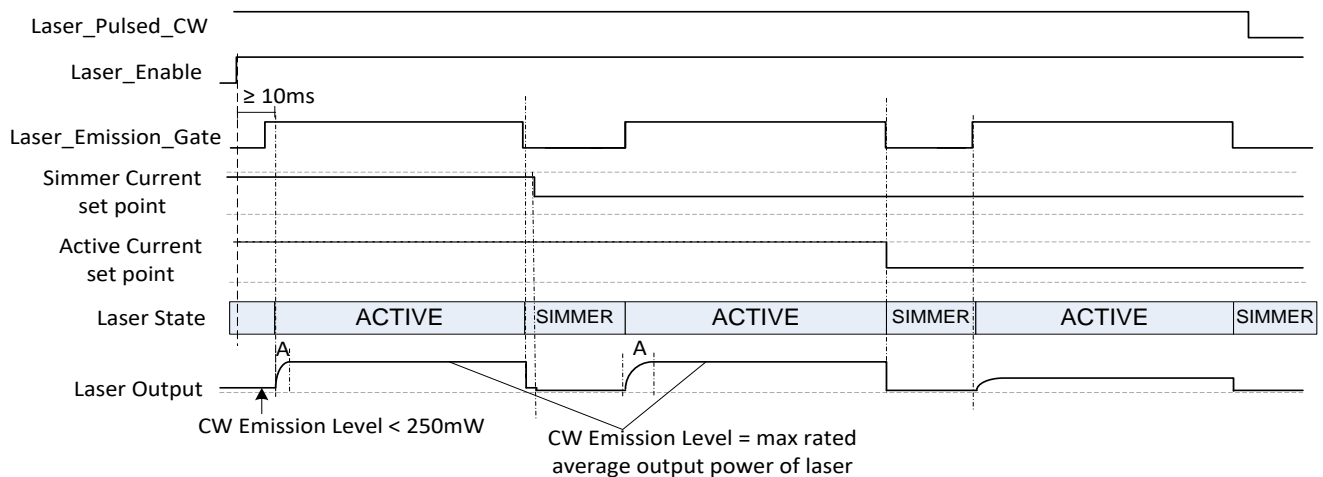 Laser_Pulsed_CW
Laser_Enable
≥ 10ms
Laser_Emission_Gate
Simmer Current
set point
Active Current
set point
Laser State
ACTIVE
SIMMER
ACTIVE
SIMMER
ACTIVE
SIMMER
A
A
Laser Output
CW Emission Level < 250mW
CW Emission Level = max rated
average output power of laser